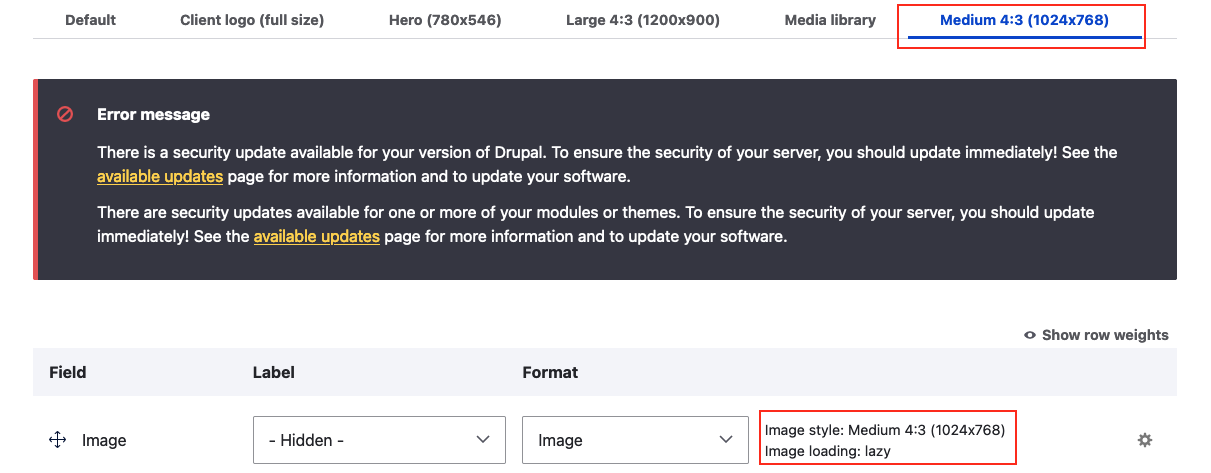 Default Client logo (full size) Hero (780x546) Large 4:3 (1200x900) Media library Medium 4:3 (1024x768)
Error message
There is a security update available for your version of Drupal. To ensure the security of your server, you should update immediately! See the
available updates page for more information and to update your software.
There are security updates available for one or more of your modules or themes. To ensure the security of your server, you should update
immediately! See the available updates page for more information and to update your software.
Show row weights
Field Label Format
Image - Hidden - Image Image style: Medium 4:3 (1024x768)
Image loading: lazy